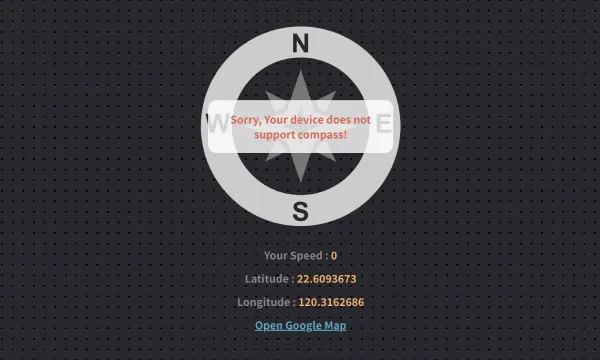 N
W
E
Sorry, Your device does not
support compass!
S
Your Speed : 0
Latitude : 22.6093673
Longitude : 120.3162686
Open Google Map